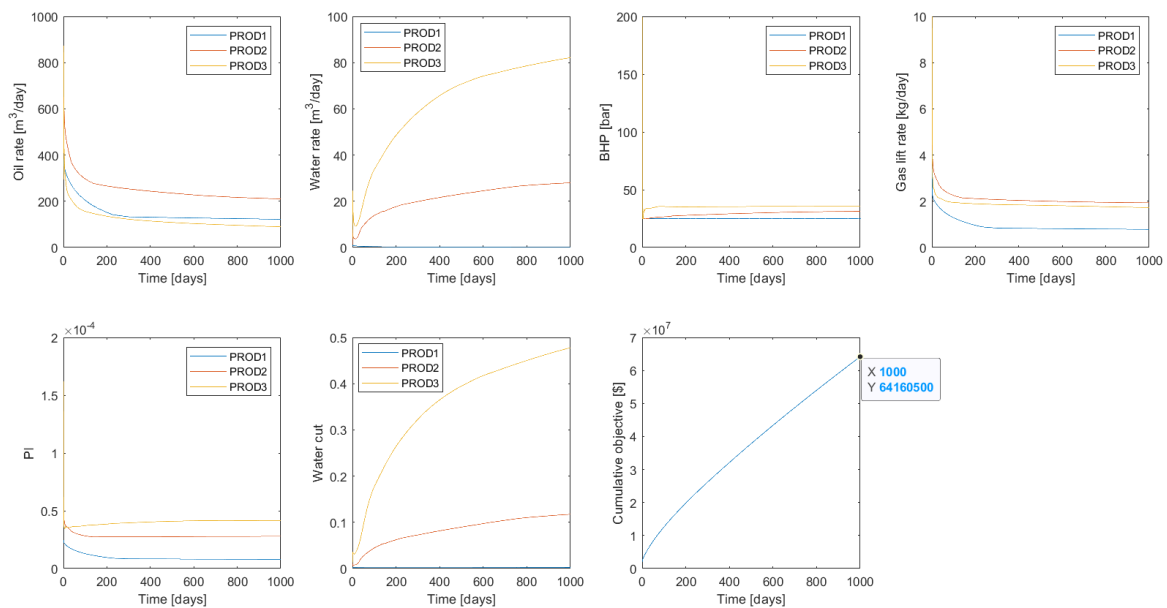 1000
800
600
400
200
0
Oil rate [m³/day]
PROD1
PROD2
PROD3
0 200 400 600 800 1000
Time [days]
100
80
60
40
20
0
Water rate [m³/day]
PROD1
PROD2
PROD3
0 200 400 600 800 1000
Time [days]
200
150
100
50
0
BHP [bar]
PROD1
PROD2
PROD3
0 200 400 600 800 1000
Time [days]
10
8
6
4
2
0
Gas lift rate [kg/day]
PROD1
PROD2
PROD3
0 200 400 600 800 1000
Time [days]
×10⁻⁴
2
1.5
1
0.5
0
PI
PROD1
PROD2
PROD3
0 200 400 600 800 1000
Time [days]
0.5
0.4
0.3
0.2
0.1
0
Water cut
PROD1
PROD2
PROD3
0 200 400 600 800 1000
Time [days]
×10⁷
7
6
5
4
3
2
1
0
Cumulative objective [$]
X 1000
Y 64160500
0 200 400 600 800 1000
Time [days]